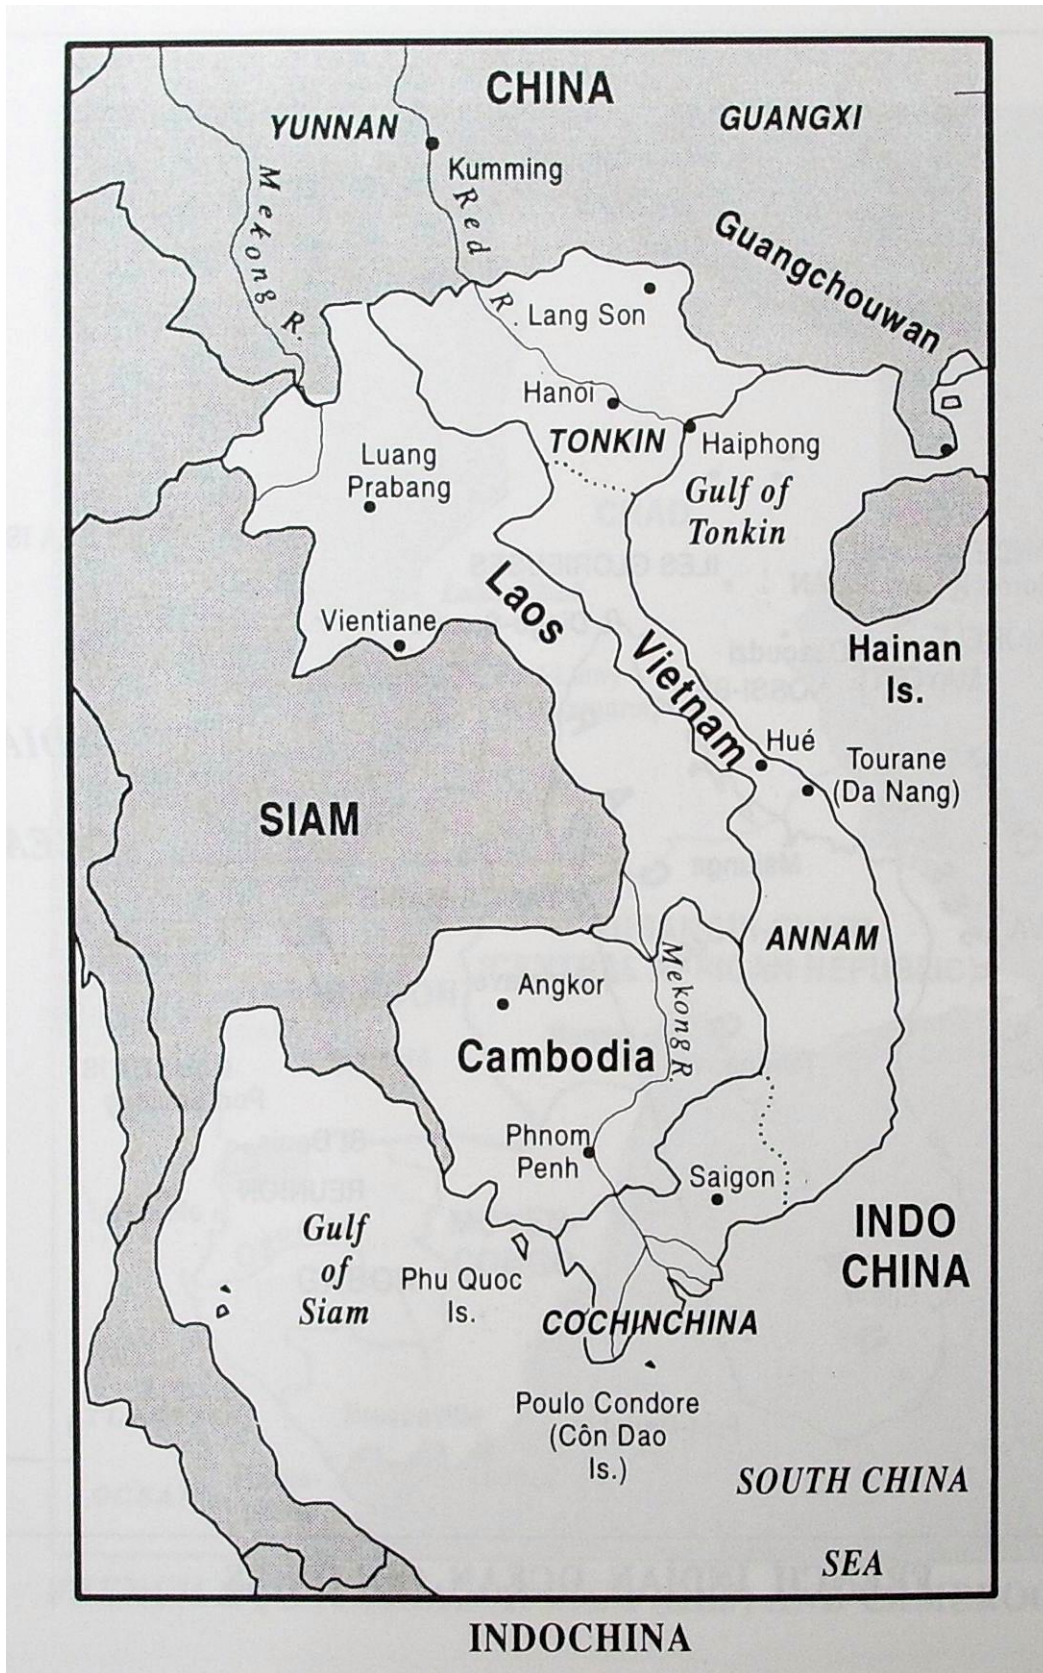 CHINA
GUANGXI
YUNNAN
Kumming
Mekong R.
Red R.
Guangchouwan
Lang Son
Hanoi
TONKIN
Haiphong
Luang
Prabang
Gulf of
Tonkin
Laos
Vientiane
Vietnam
Hainan
Is.
Hué
Tourane
(Da Nang)
SIAM
ANNAM
Mekong R.
Angkor
Cambodia
Phnom
Penh
Saigon
INDO
CHINA
Gulf
of
Siam
Phu Quoc
Is.
COCHINCHINA
Poulo Condore
(Côn Dao
Is.)
SOUTH CHINA
SEA
INDOCHINA